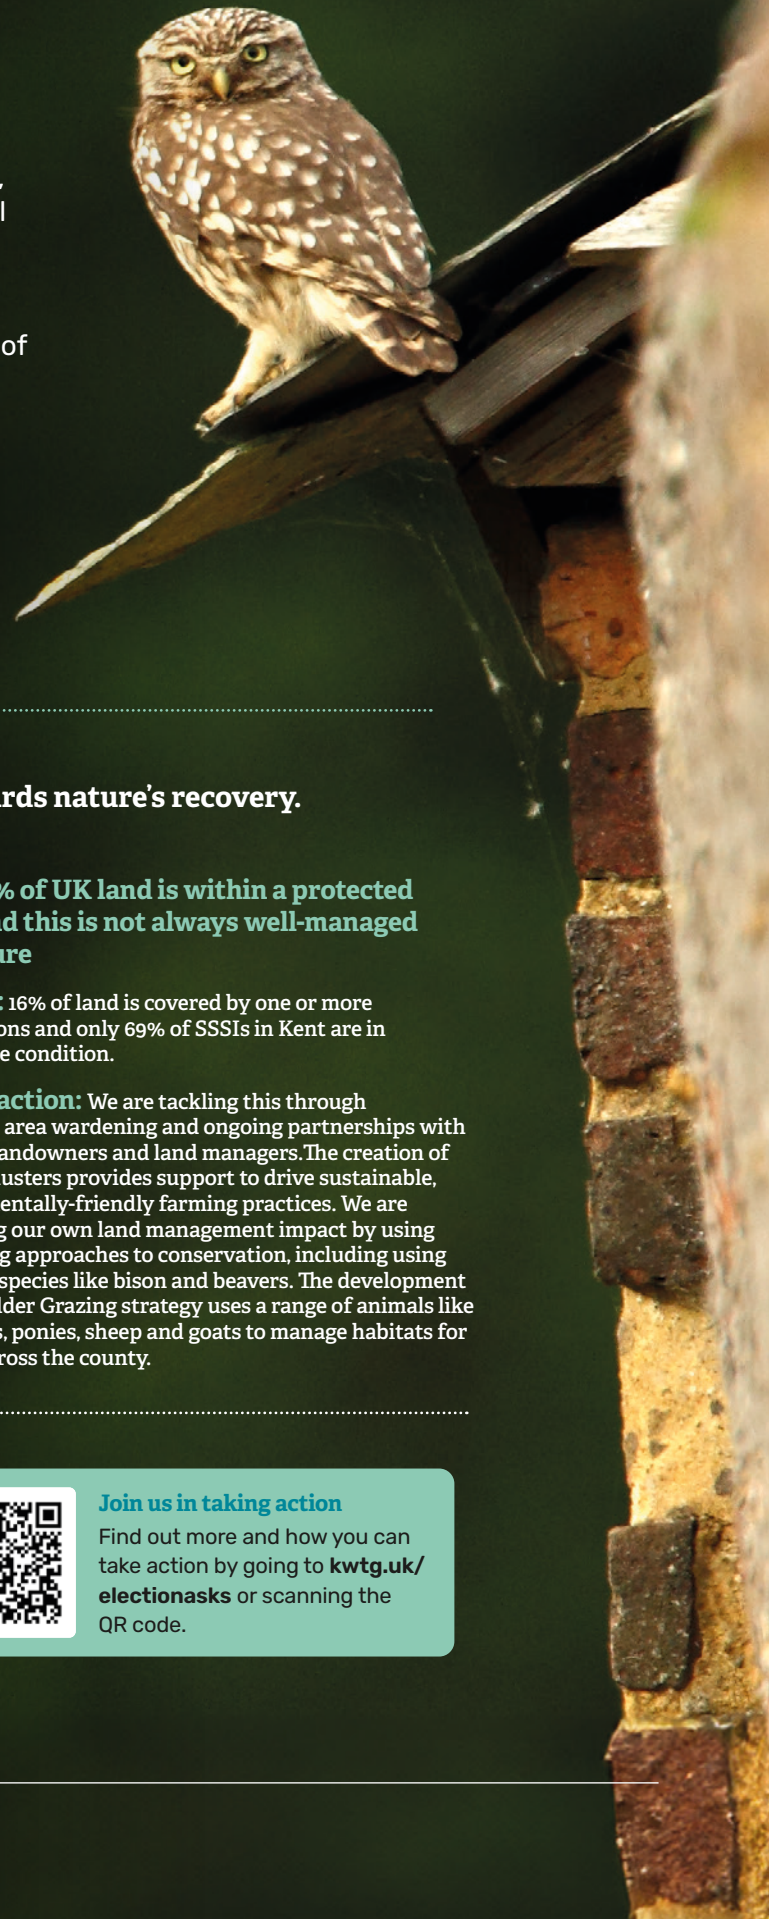 ,
l
of
rds nature's recovery.
% of UK land is within a protected
d this is not always well-managed
ure
: 16% of land is covered by one or more
ons and only 69% of SSSIs in Kent are in
e condition.
action: We are tackling this through
area wardening and ongoing partnerships with
andowners and land managers.The creation of
lusters provides support to drive sustainable,
entally-friendly farming practices. We are
g our own land management impact by using
g approaches to conservation, including using
species like bison and beavers. The development
lder Grazing strategy uses a range of animals like
s, ponies, sheep and goats to manage habitats for
ross the county.
Join us in taking action
Find out more and how you can
take action by going to kwtg.uk/
electionasks or scanning the
QR code.